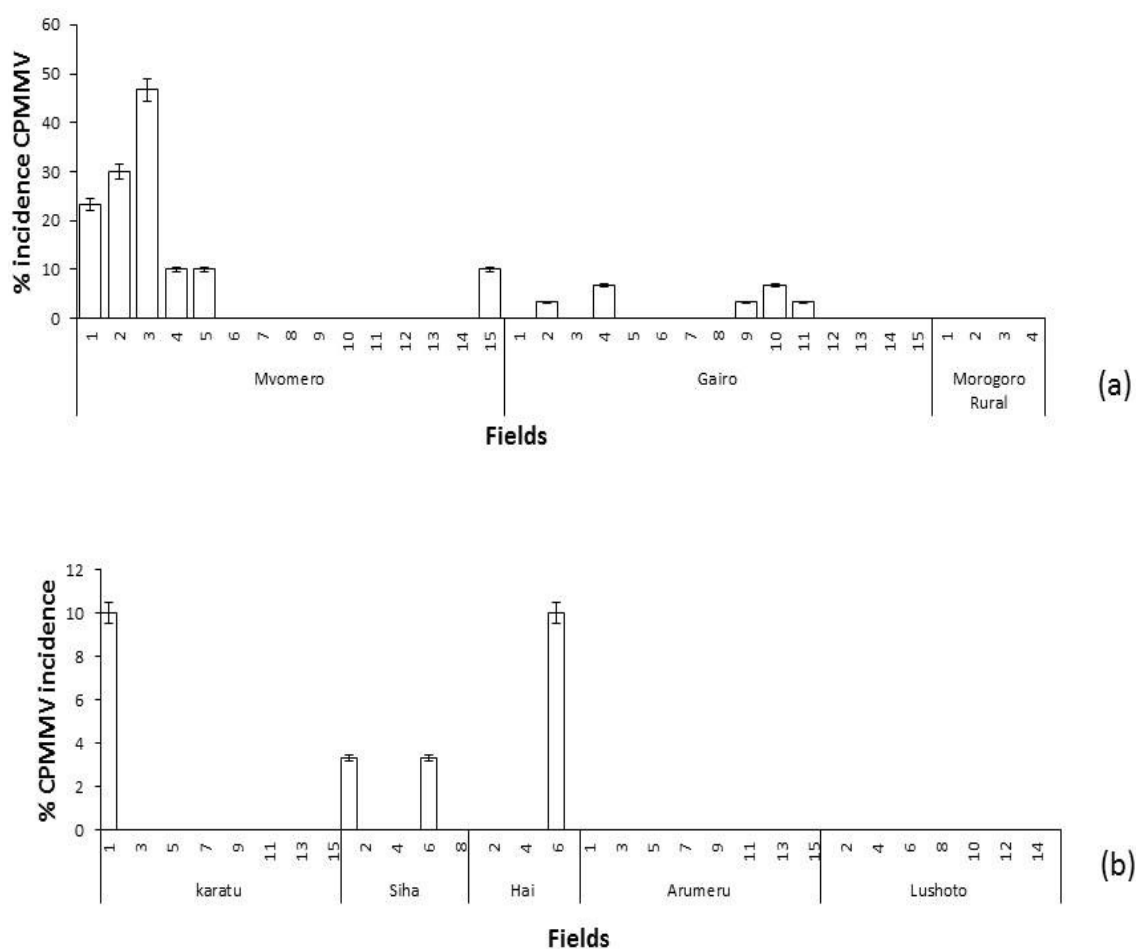 % incidence CPMMV
60
50
40
30
20
10
0
1 2 3 4 5 6 7 8 9 10 11 12 13 14 15 1 2 3 4 5 6 7 8 9 10 11 12 13 14 15 1 2 3 4
Mvomero Gairo Morogoro
Rural
(a)
Fields
% CPMMV incidence
12
10
8
6
4
2
0
1 3 5 7 9 11 13 15 2 4 6 8 2 4 6 1 3 5 7 9 11 13 15 2 4 6 8 10 12 14
karatu Siha Hai Arumeru Lushoto
(b)
Fields